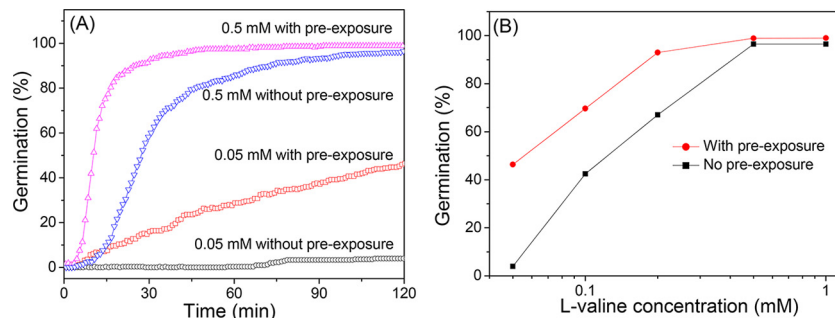 (A)
0.5 mM with pre-exposure
0.5 mM without pre-exposure
0.05 mM with pre-exposure
0.05 mM without pre-exposure
Germination (%)
100
80
60
40
20
0
0 30 60 90 120
Time (min)
(B)
Germination (%)
100
80
60
40
20
0
With pre-exposure
No pre-exposure
0.1 1
L-valine concentration (mM)